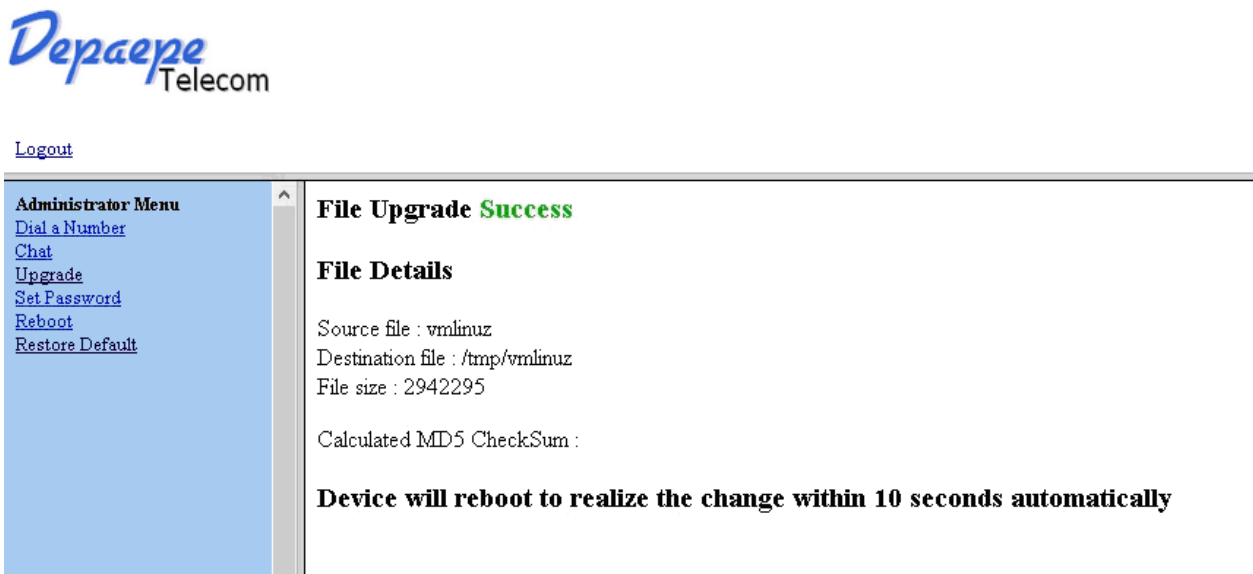 Depaepe
Telecom
Logout
Administrator Menu
Dial a Number
Chat
Upgrade
Set Password
Reboot
Restore Default
File Upgrade Success
File Details
Source file : vmlinuz
Destination file : /tmp/vmlinuz
File size : 2942295
Calculated MD5 CheckSum :
Device will reboot to realize the change within 10 seconds automatically